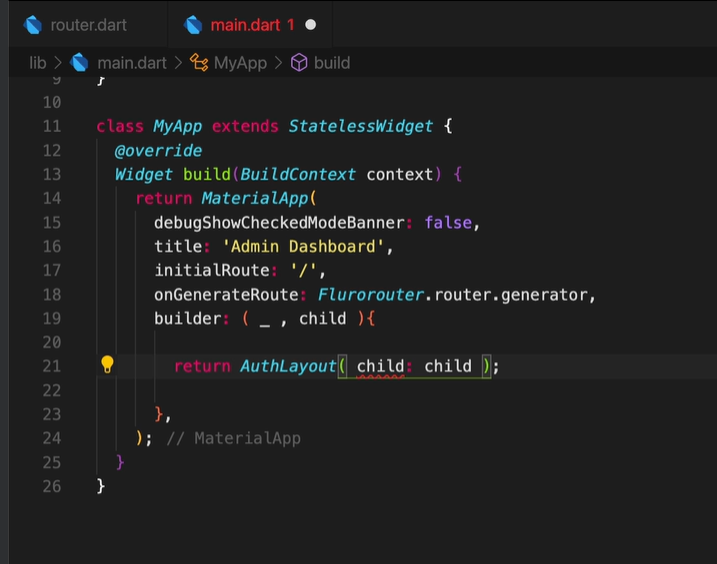 router.dart
main.dart 1
lib > main.dart > MyApp > build
9 }
10
11 class MyApp extends StatelessWidget {
12 @override
13 Widget build(BuildContext context) {
14 return MaterialApp(
15 debugShowCheckedModeBanner: false,
16 title: 'Admin Dashboard',
17 initialRoute: '/',
18 onGenerateRoute: Flurorouter.router.generator,
19 builder: ( _ , child ){
20
21 return AuthLayout( child: child );
22
23 },
24 ); // MaterialApp
25 }
26 }